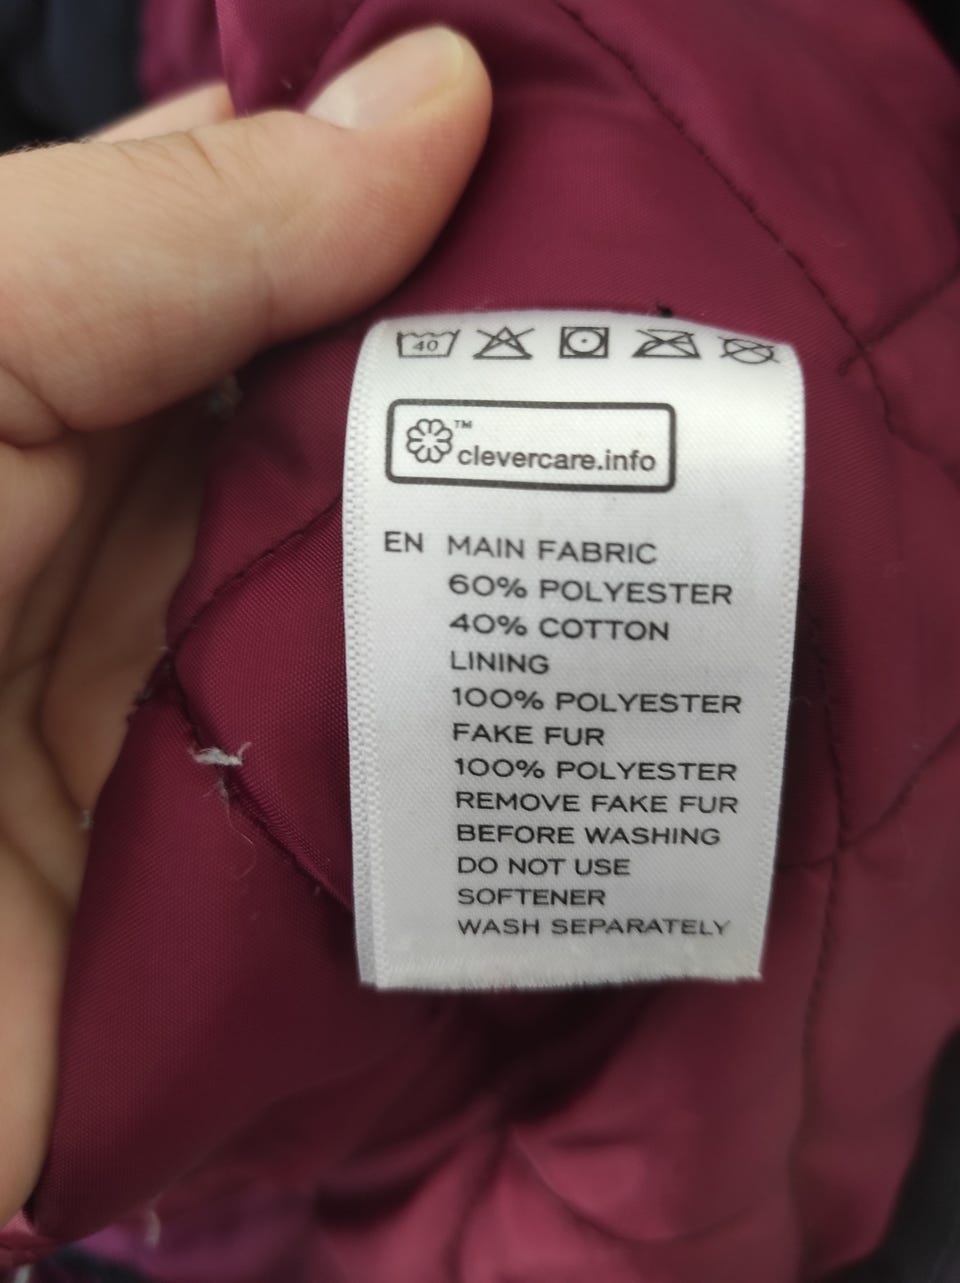 40
™
clevercare.info
EN MAIN FABRIC
60% POLYESTER
40% COTTON
LINING
100% POLYESTER
FAKE FUR
100% POLYESTER
REMOVE FAKE FUR
BEFORE WASHING
DO NOT USE
SOFTENER
WASH SEPARATELY